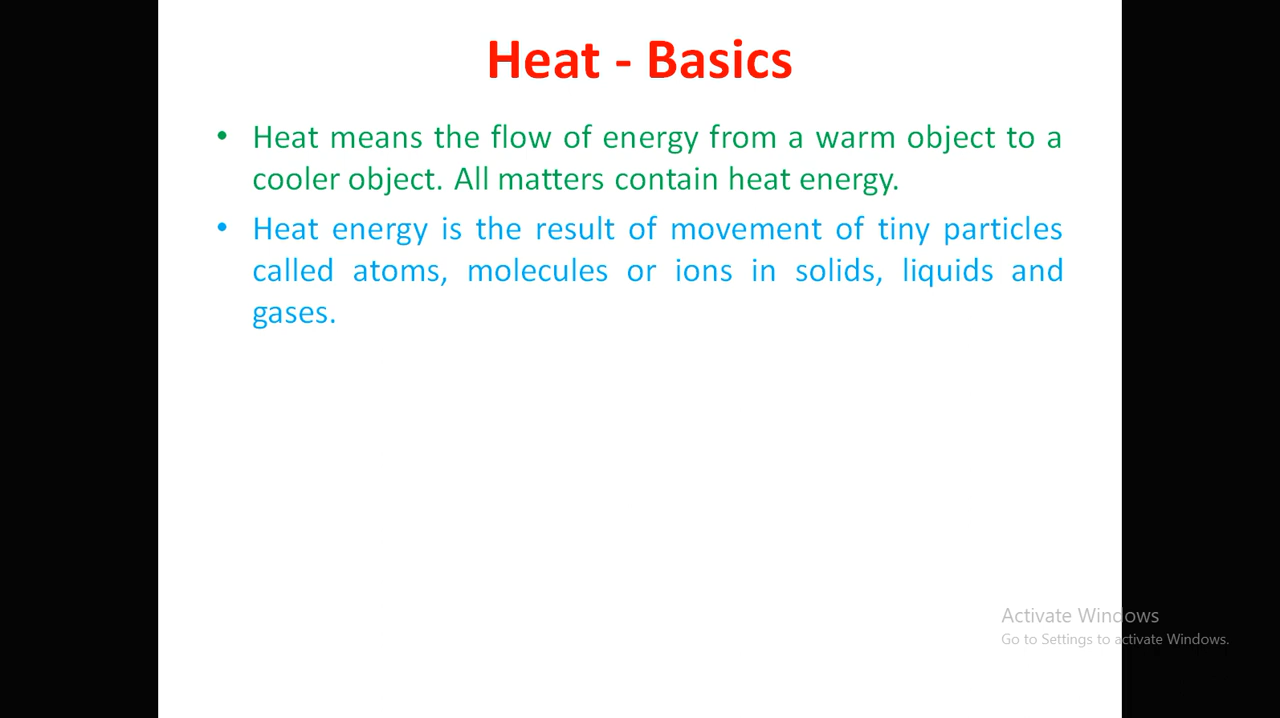 Heat - Basics
• Heat means the flow of energy from a warm object to a
cooler object. All matters contain heat energy.
• Heat energy is the result of movement of tiny particles
called atoms, molecules or ions in solids, liquids and
gases.
Activate Windows
Go to Settings to activate Windows.